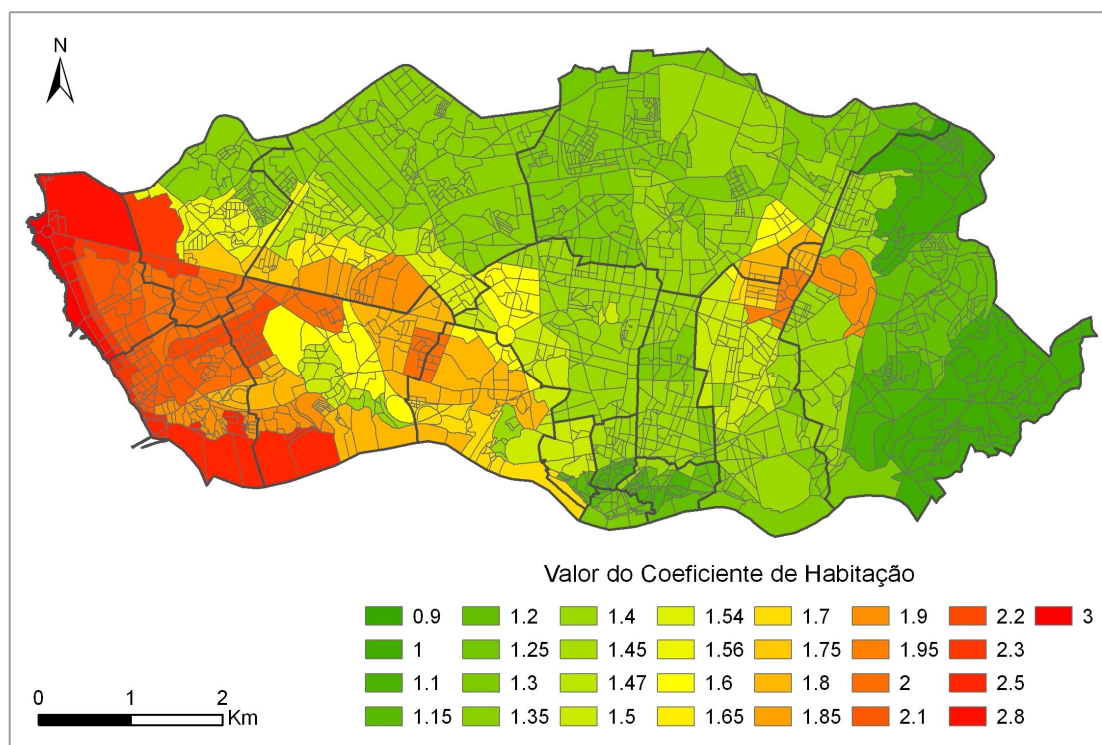 N
Valor do Coeficiente de Habitação
0.9 1.2 1.4 1.54 1.7 1.9 2.2 3
1 1.25 1.45 1.56 1.75 1.95 2.3
1.1 1.3 1.47 1.6 1.8 2 2.5
1.15 1.35 1.5 1.65 1.85 2.1 2.8
0 1 2
Km